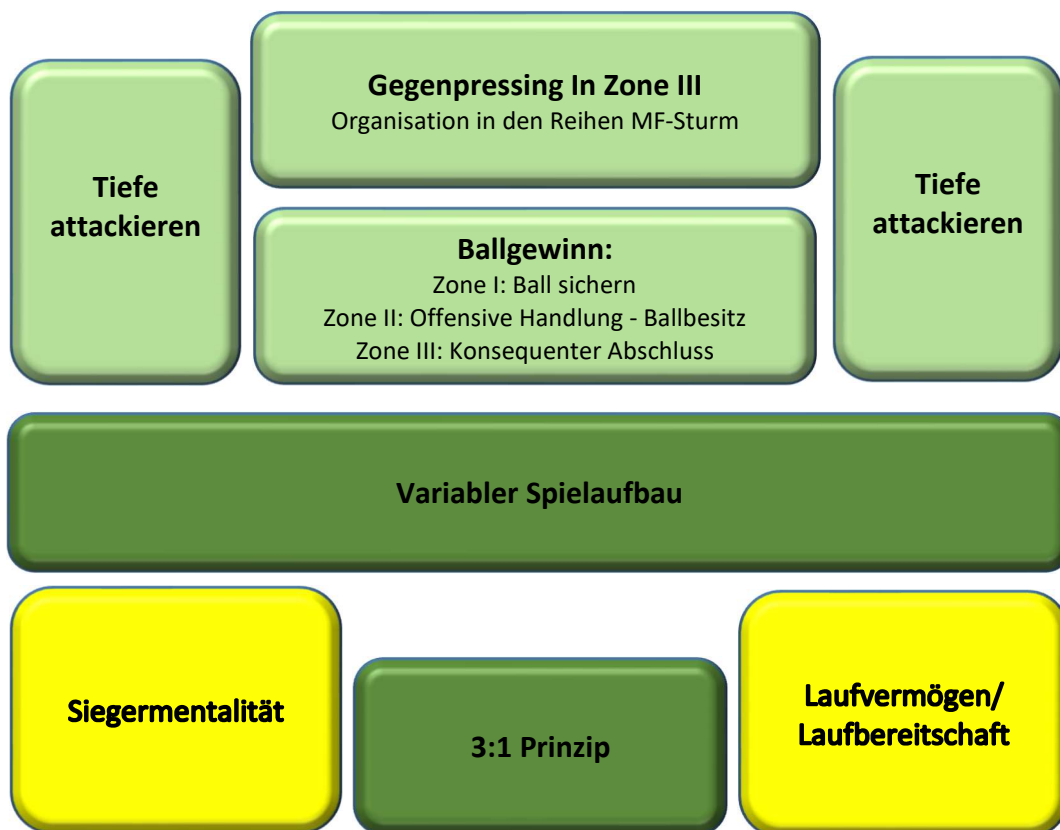 Gegenpressing In Zone III
Organisation in den Reihen MF-Sturm
Tiefe
attackieren
Tiefe
attackieren
Ballgewinn:
Zone I: Ball sichern
Zone II: Offensive Handlung - Ballbesitz
Zone III: Konsequenter Abschluss
Variabler Spielaufbau
Siegermentalität
3:1 Prinzip
Laufvermögen/
Laufbereitschaft